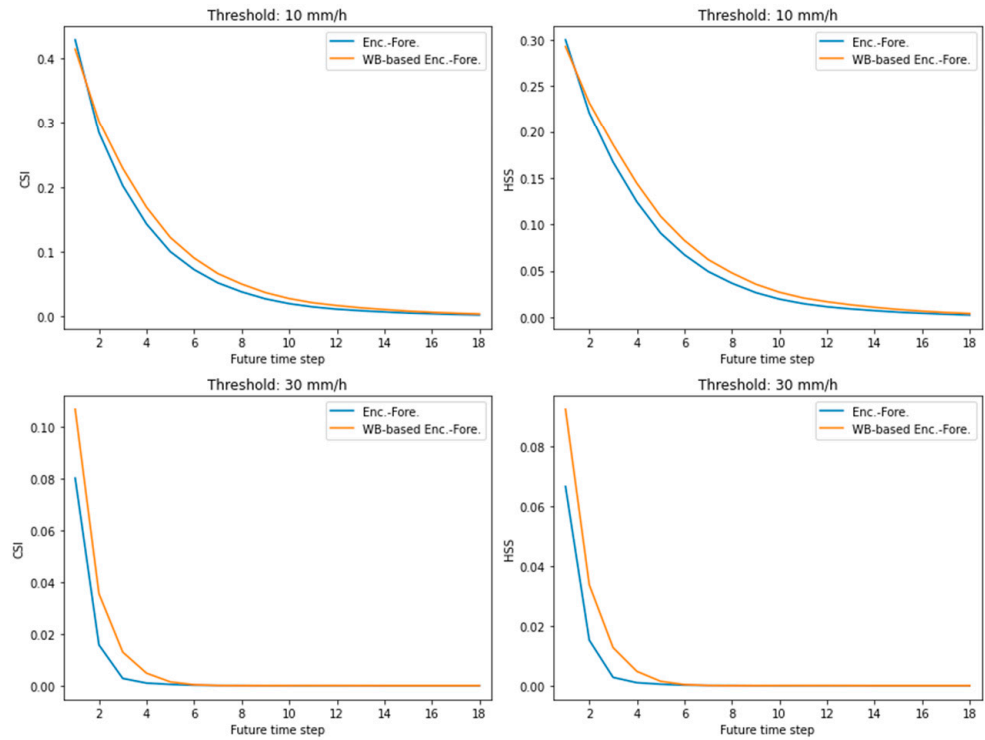 Threshold: 10 mm/h
Enc.-Fore.
WB-based Enc.-Fore.
0.4
0.3
0.2
0.1
0.0
CSI
2 4 6 8 10 12 14 16 18
Future time step
Threshold: 10 mm/h
Enc.-Fore.
WB-based Enc.-Fore.
0.30
0.25
0.20
0.15
0.10
0.05
0.00
HSS
2 4 6 8 10 12 14 16 18
Future time step
Threshold: 30 mm/h
Enc.-Fore.
WB-based Enc.-Fore.
0.10
0.08
0.06
0.04
0.02
0.00
CSI
2 4 6 8 10 12 14 16 18
Future time step
Threshold: 30 mm/h
Enc.-Fore.
WB-based Enc.-Fore.
0.08
0.06
0.04
0.02
0.00
HSS
2 4 6 8 10 12 14 16 18
Future time step